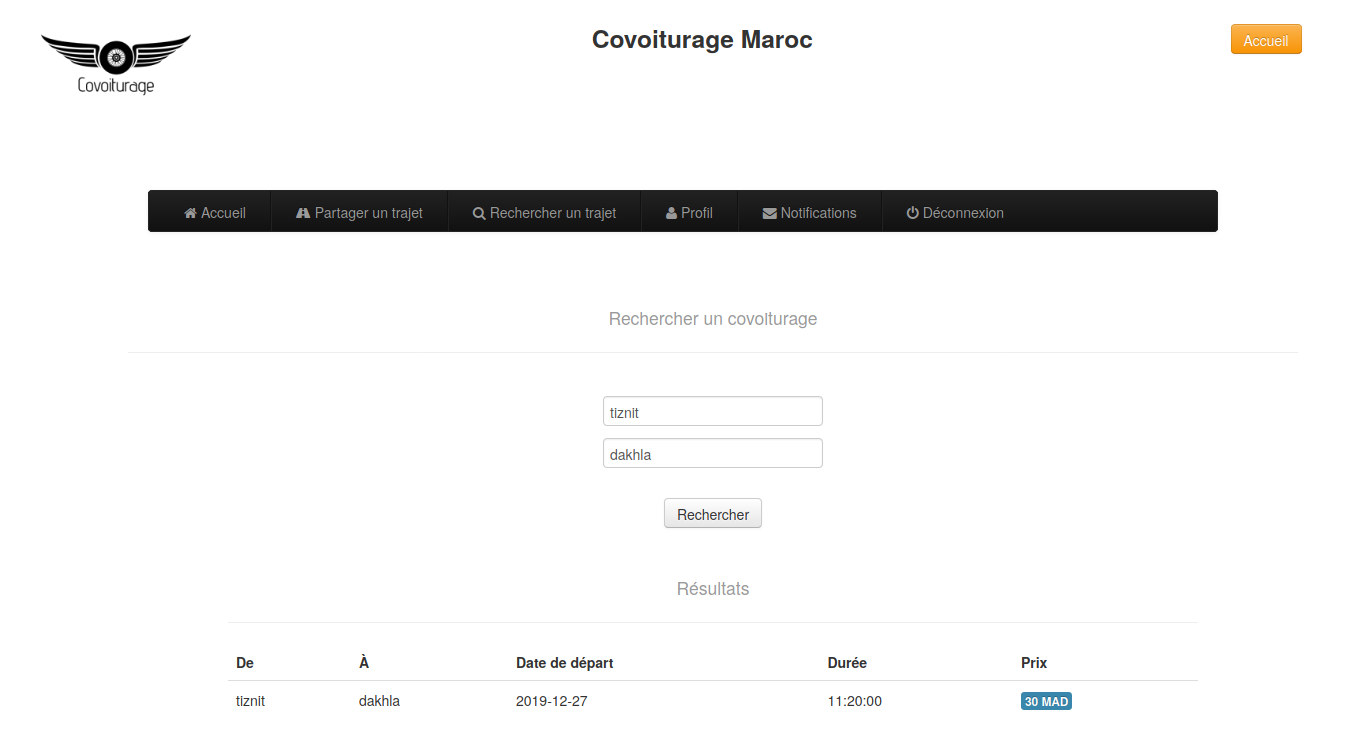 Covoiturage
Covoiturage Maroc
Accueil
Accueil Partager un trajet Rechercher un trajet Profil Notifications Déconnexion
Rechercher un covoiturage
tiznit
dakhla
Rechercher
Résultats
De À Date de départ Durée Prix
tiznit dakhla 2019-12-27 11:20:00 30 MAD